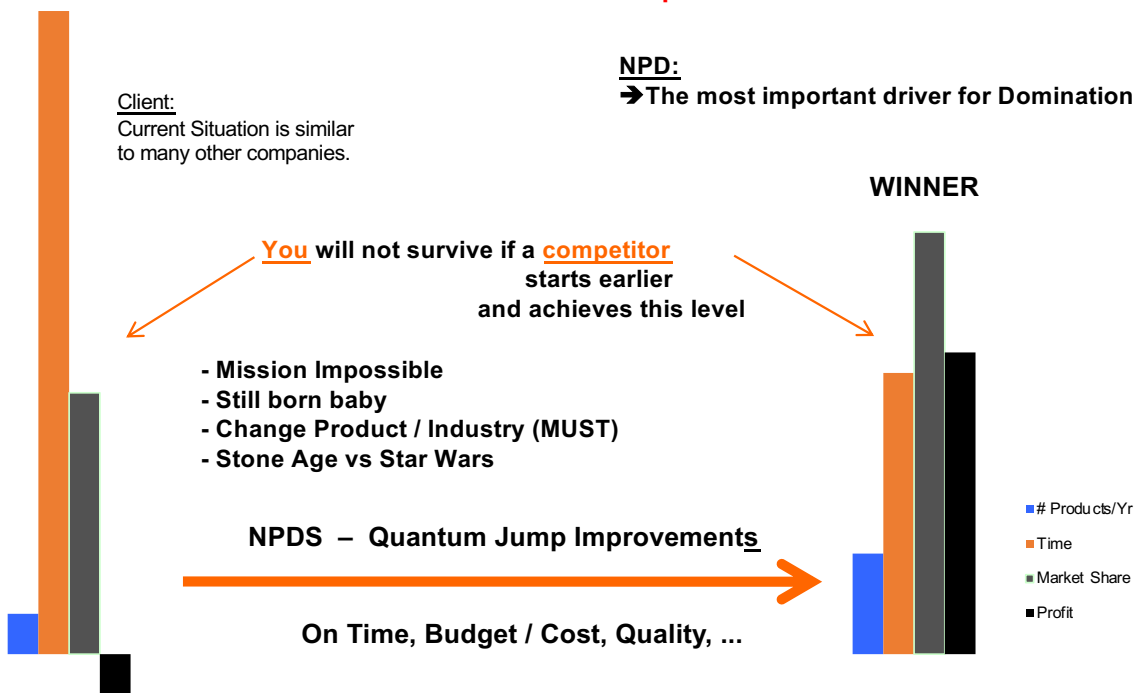 NPD:
➔The most important driver for Domination
Client:
Current Situation is similar
to many other companies.
WINNER
You will not survive if a competitor
starts earlier
and achieves this level
- Mission Impossible
- Still born baby
- Change Product / Industry (MUST)
- Stone Age vs Star Wars
NPDS – Quantum Jump Improvements
On Time, Budget / Cost, Quality, ...
# Products/Yr
Time
Market Share
Profit